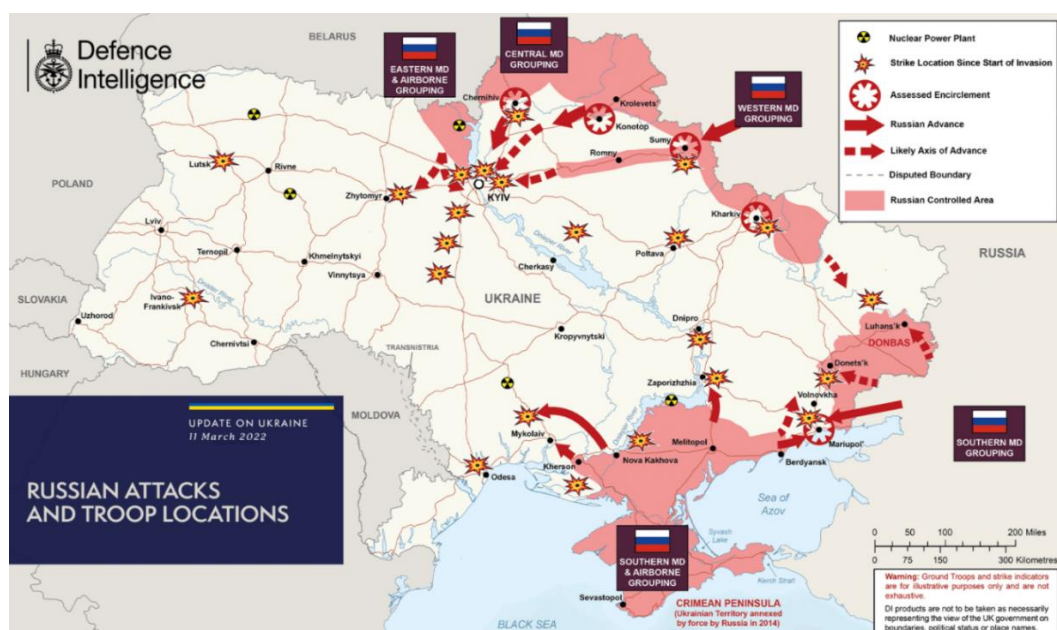 Defence
Intelligence
BELARUS
EASTERN MD
& AIRBORNE
GROUPING
CENTRAL MD
GROUPING
WESTERN MD
GROUPING
Nuclear Power Plant
Strike Location Since Start of Invasion
Assessed Encirclement
Russian Advance
Likely Axis of Advance
Disputed Boundary
Russian Controlled Area
Chernihiv
Krolevets'
Konotop
Sumy
Romny
Lutsk
Rivne
POLAND
Zhytomyr
KYIV
Kharkiv
Lviv
Ternopil
Khmelnytskyi
Vinnytsya
Cherkasy
Dnieper River
Poltava
RUSSIA
SLOVAKIA
Uzhorod
Ivano-
Frankivsk
Chernivtsi
UKRAINE
Kropyvnytski
Dnipro
Luhans'k
DONBAS
TRANSNISTRIA
HUNGARY
MOLDOVA
Donets'k
Zaporizhzhia
Volnovkha
Mariupol'
SOUTHERN MD
GROUPING
UPDATE ON UKRAINE
11 March 2022
RUSSIAN ATTACKS
AND TROOP LOCATIONS
Mykolaiv
Kherson
Nova Kakhova
Melitopol
Berdyansk
Odesa
Sea of
Azov
Syvash
Lake
SOUTHERN MD
& AIRBORNE
GROUPING
Kerch Strait
Sevastopol
CRIMEAN PENINSULA
(Ukrainian Territory annexed
by force by Russia in 2014)
BLACK SEA
0 50 100 200 Miles
0 75 150 300 Kilometers
Warning: Ground Troops and strike indicators
are for illustrative purposes only and are not
exhaustive.
DI products are not to be taken as necessarily
representing the view of the UK government on
boundaries, political status or place names.